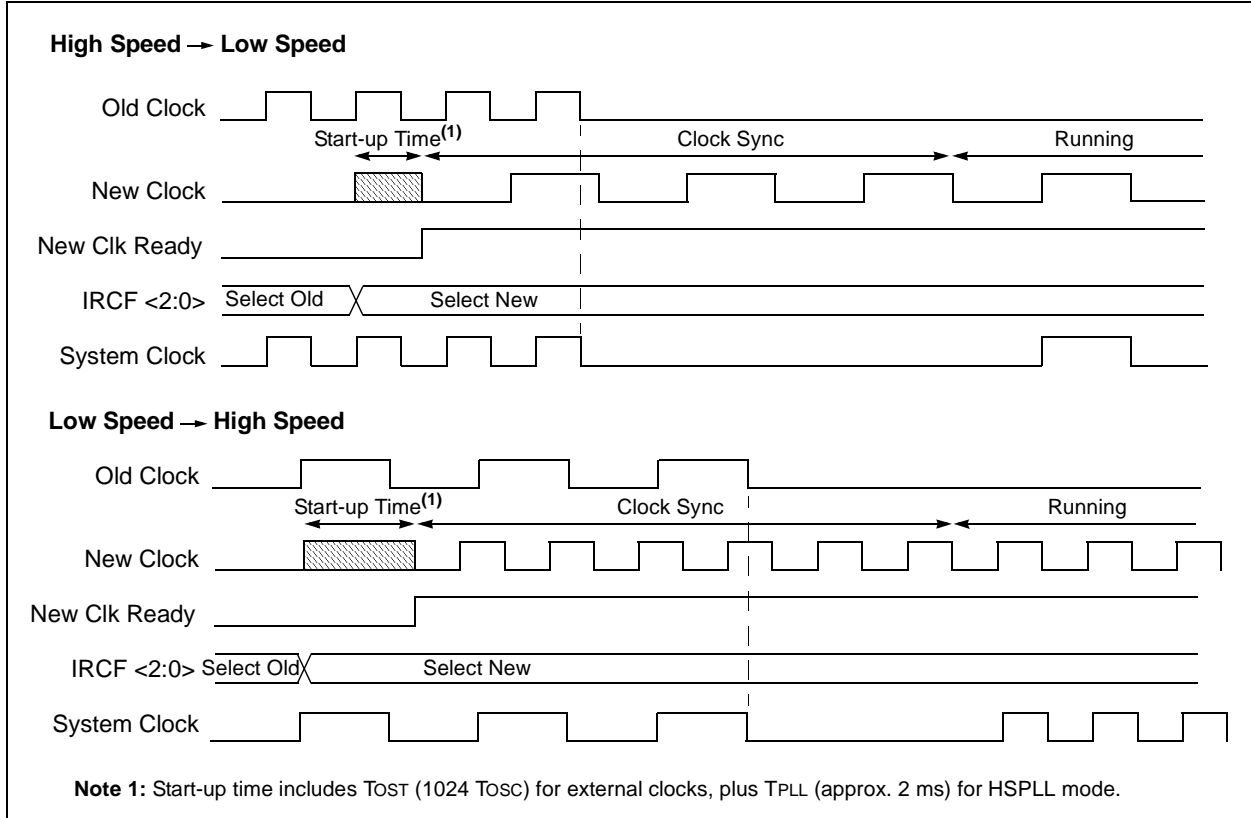 High Speed → Low Speed
Old Clock
Start-up Time(1) Clock Sync Running
New Clock
New Clk Ready
IRCF <2:0> Select Old Select New
System Clock
Low Speed → High Speed
Old Clock
Start-up Time(1) Clock Sync Running
New Clock
New Clk Ready
IRCF <2:0> Select Old Select New
System Clock
Note 1: Start-up time includes TOST (1024 TOSC) for external clocks, plus TPLL (approx. 2 ms) for HSPLL mode.